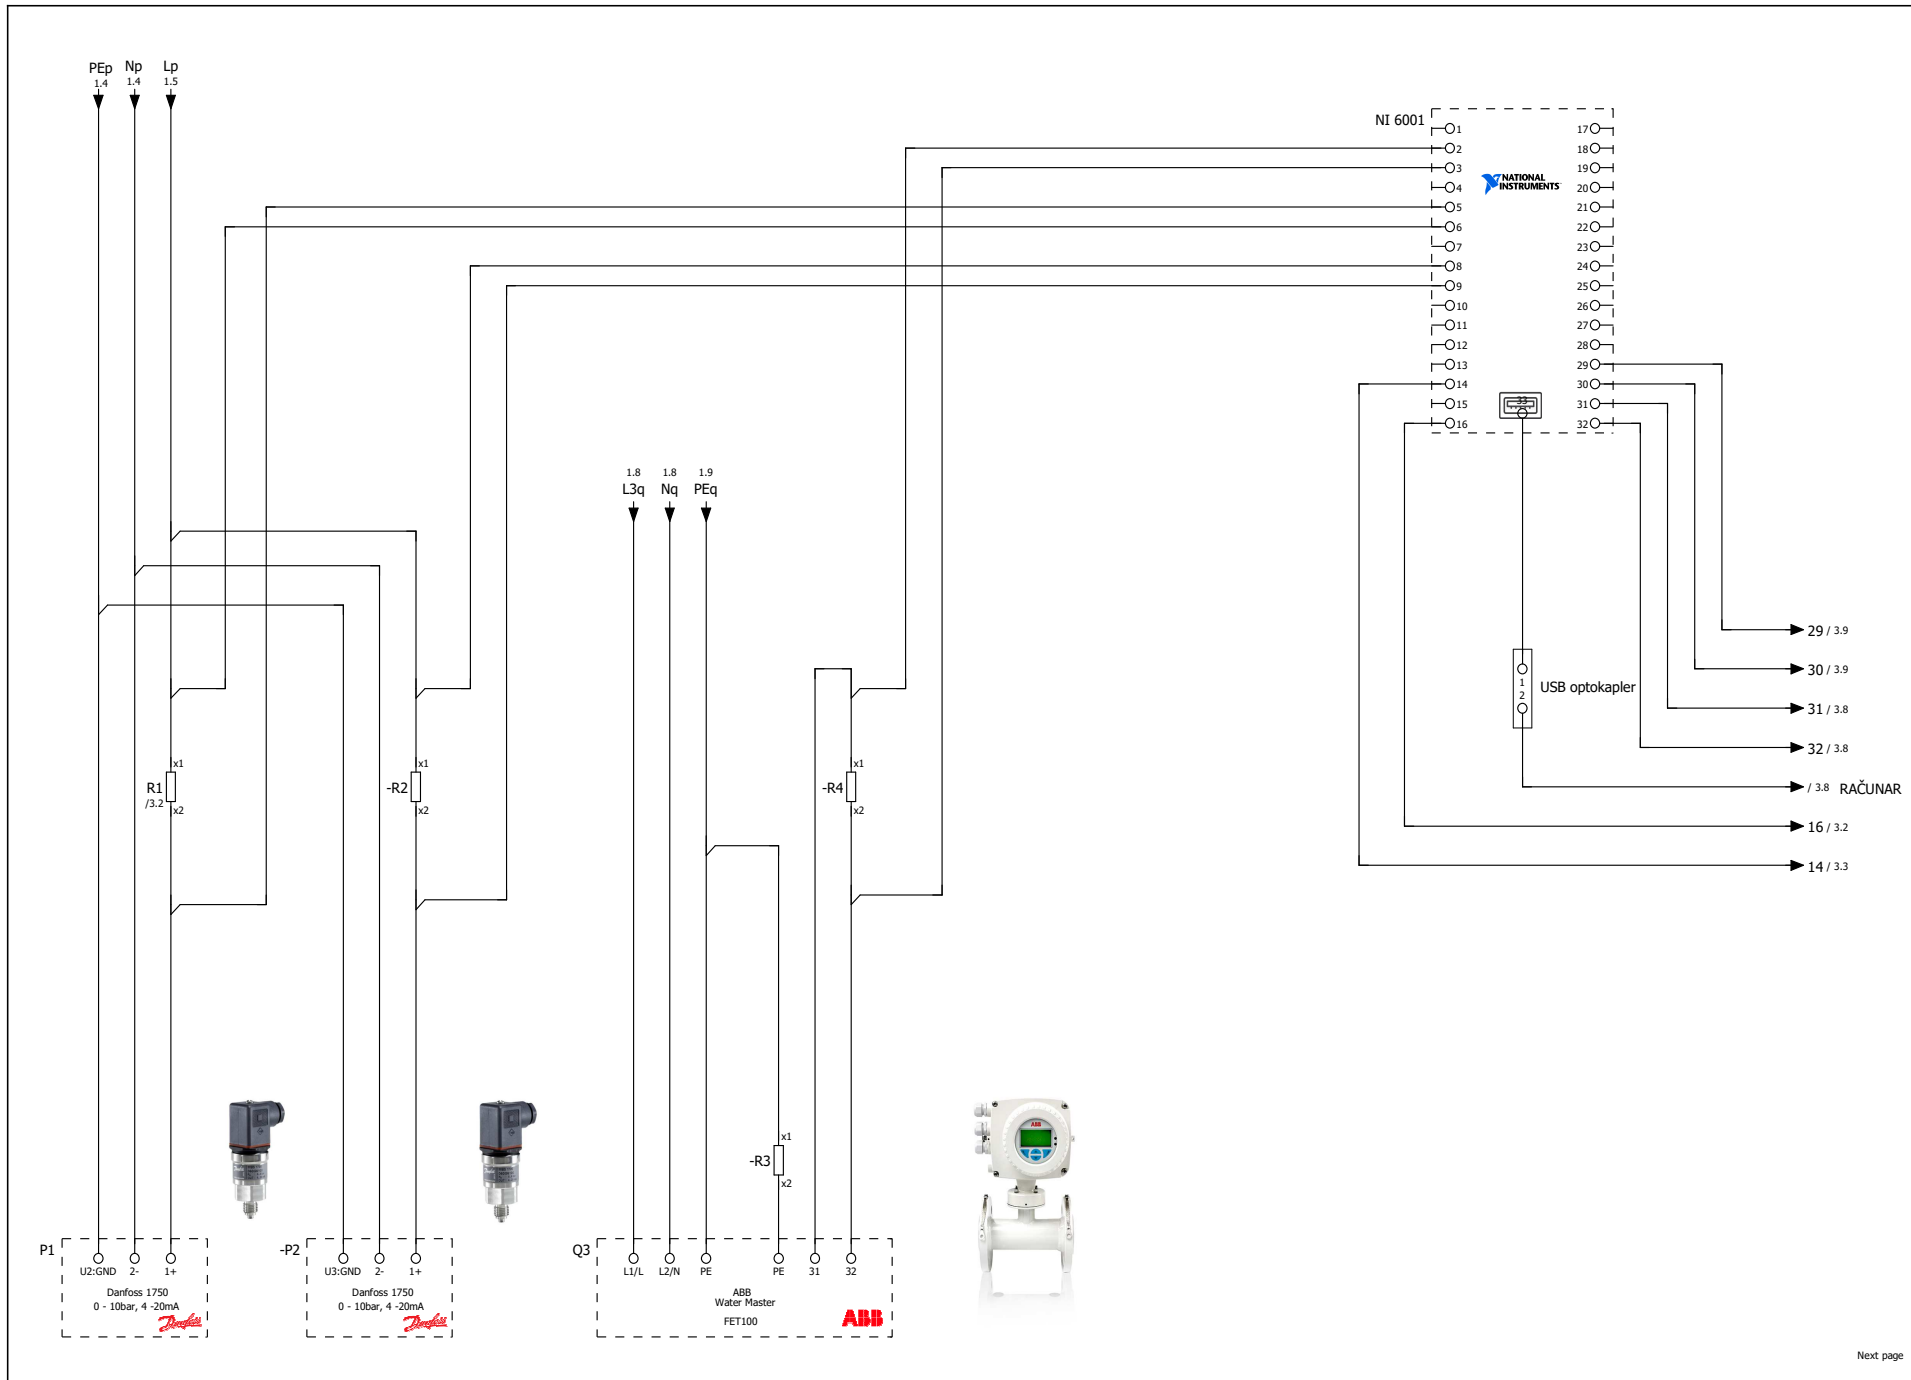 PEp
1.4
Np
1.4
Lp
1.5
NI 6001
1
2
3
4
5
6
7
8
9
10
11
12
13
14
15
16
17
18
19
20
21
22
23
24
25
26
27
28
29
30
31
32
33
NATIONAL
INSTRUMENTS
1.8
L3q
1.8
Nq
1.9
PEq
29 / 3.9
30 / 3.9
31 / 3.8
32 / 3.8
/ 3.8 RAČUNAR
16 / 3.2
14 / 3.3
1
2
USB optokapler
R1
/3.2
x1
x2
-R2
x1
x2
-R4
x1
x2
-R3
x1
x2
P1
U2:GND
2-
1+
Danfoss 1750
0 - 10bar, 4 -20mA
Danfoss
-P2
U3:GND
2-
1+
Danfoss 1750
0 - 10bar, 4 -20mA
Danfoss
Q3
L1/L
L2/N
PE
PE
31
32
ABB
Water Master
FET100
ABB
ABB
Next page